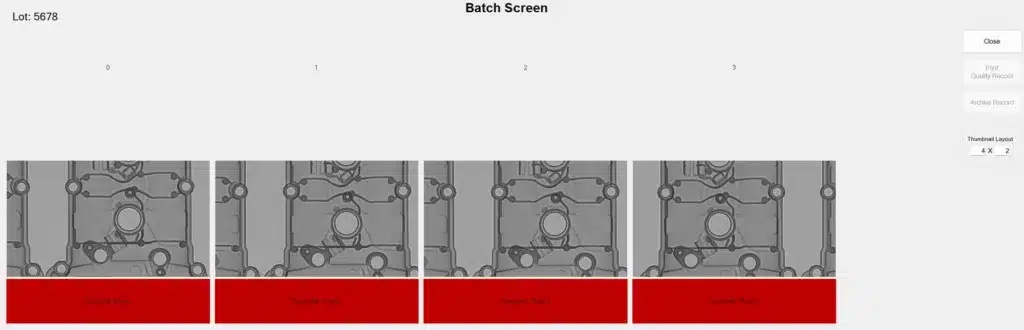 Batch Screen
Lot: 5678
Close
0
1
2
3
Print
Quality Record
Archive Record
Thumbnail Layout
4 X 2